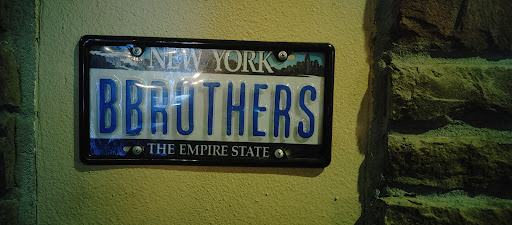 NEW YORK
BBROTHERS
THE EMPIRE STATE